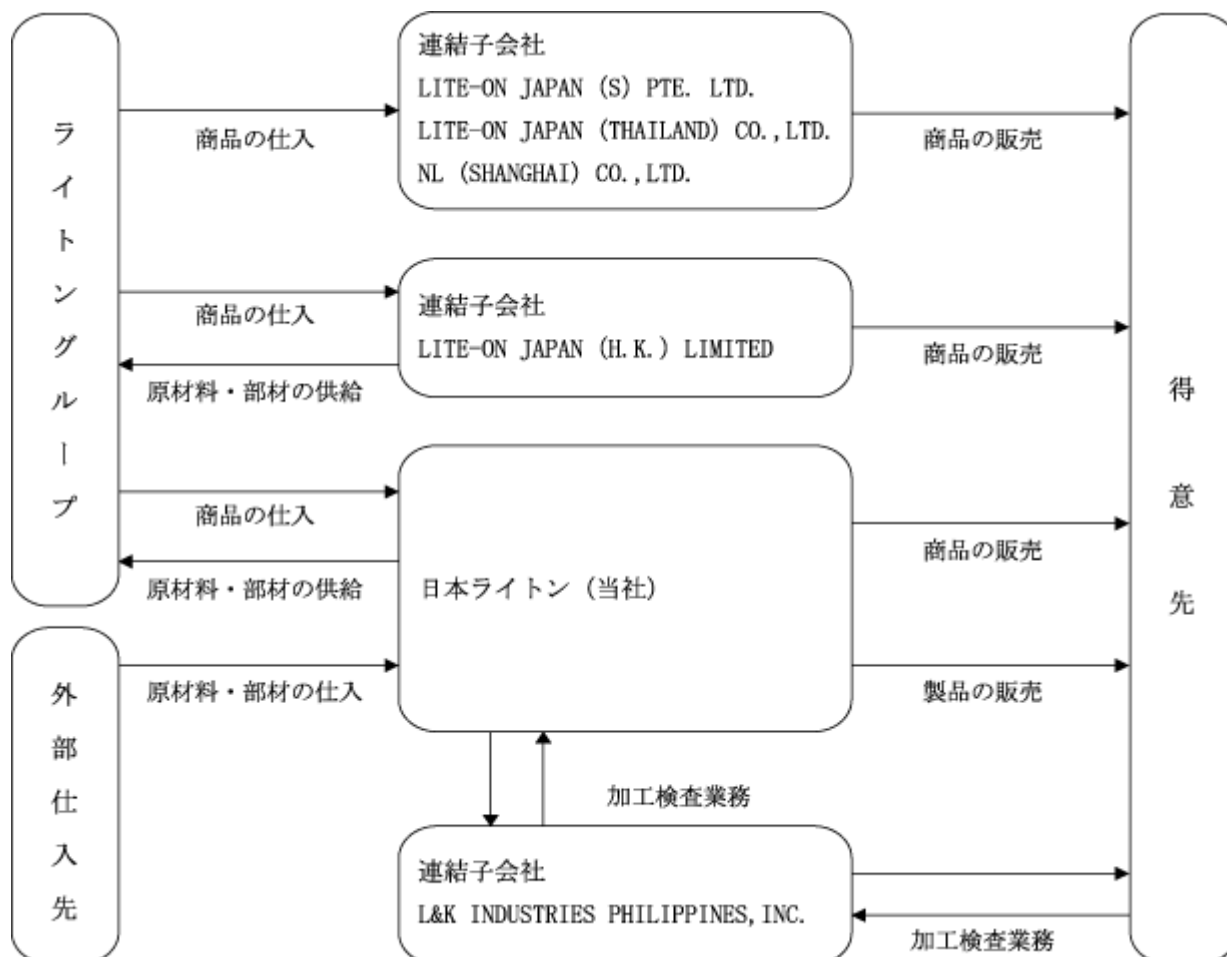 ライトングループ
商品の仕入
連結子会社
LITE-ON JAPAN (S) PTE. LTD.
LITE-ON JAPAN (THAILAND) CO.,LTD.
NL (SHANGHAI) CO.,LTD.
商品の販売
商品の仕入
原材料・部材の供給
連結子会社
LITE-ON JAPAN (H.K.) LIMITED
商品の販売
商品の仕入
原材料・部材の供給
日本ライトン (当社)
商品の販売
外部仕入先
原材料・部材の仕入
製品の販売
加工検査業務
連結子会社
L&K INDUSTRIES PHILIPPINES,INC.
加工検査業務
得意先